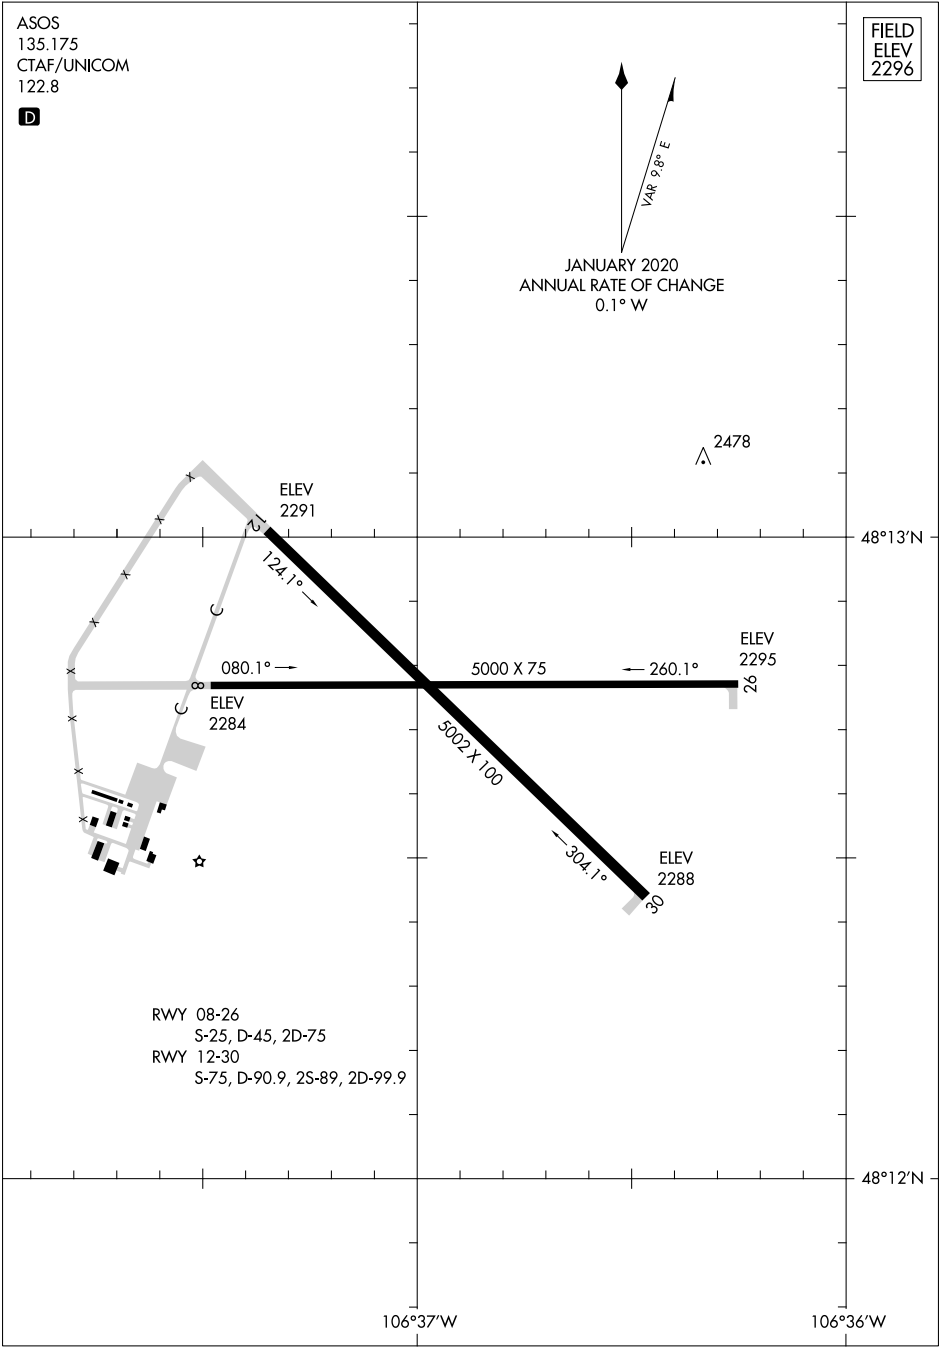 ASOS
135.175
CTAF/UNICOM
122.8
D
FIELD
ELEV
2296
VAR 9.8° E
JANUARY 2020
ANNUAL RATE OF CHANGE
0.1° W
2478
ELEV
2291
12
48°13'N
124.1°
C
X
X
X
X
X
X
X
X
080.1°
5000 X 75
260.1°
ELEV
2295
26
8
ELEV
2284
C
5002 X 100
304.1°
ELEV
2288
30
RWY 08-26
S-25, D-45, 2D-75
RWY 12-30
S-75, D-90.9, 2S-89, 2D-99.9
48°12'N
106°37'W
106°36'W